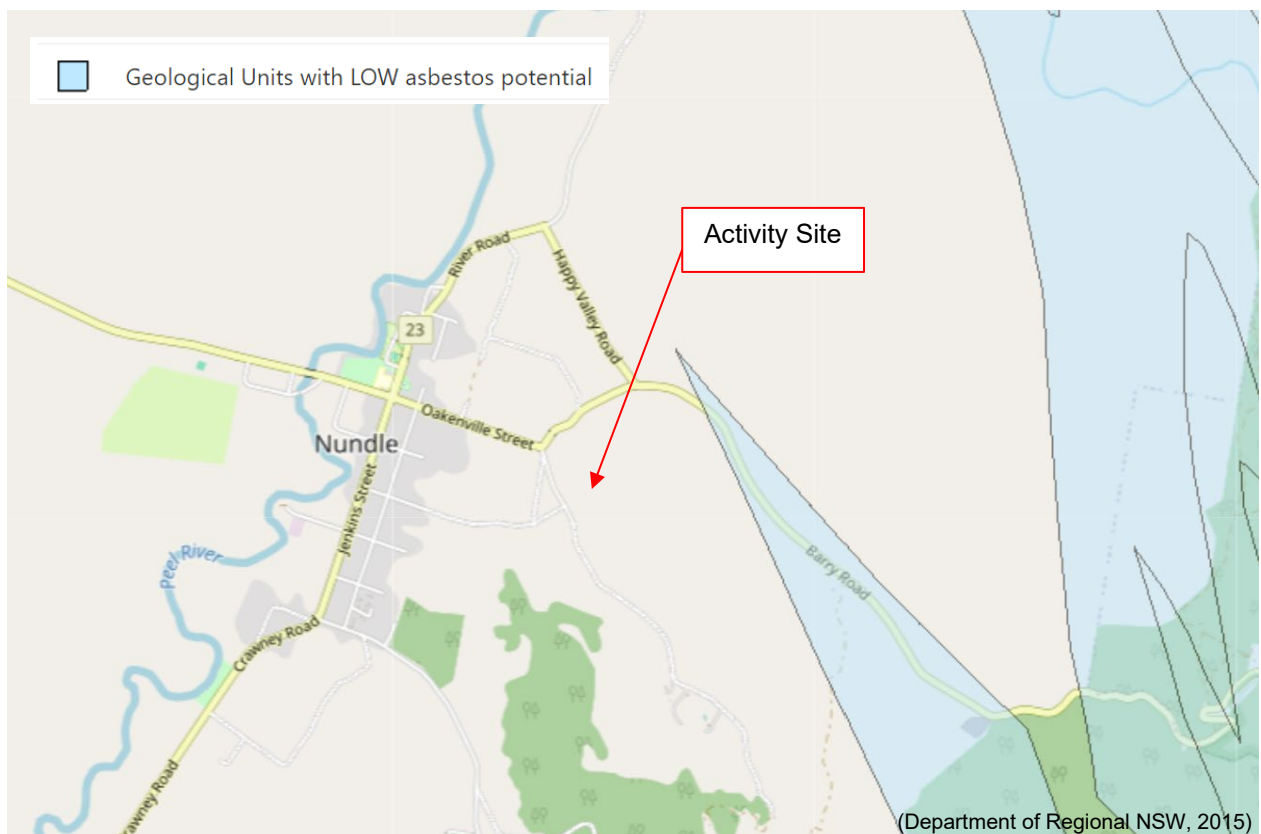 Geological Units with LOW asbestos potential
Activity Site
River Road
Happy Valley Road
23
Oakenville Street
Nundle
Jenkins Street
Peel River
Barry Road
Crawney Road
awney Road
(Department of Regional NSW, 2015)